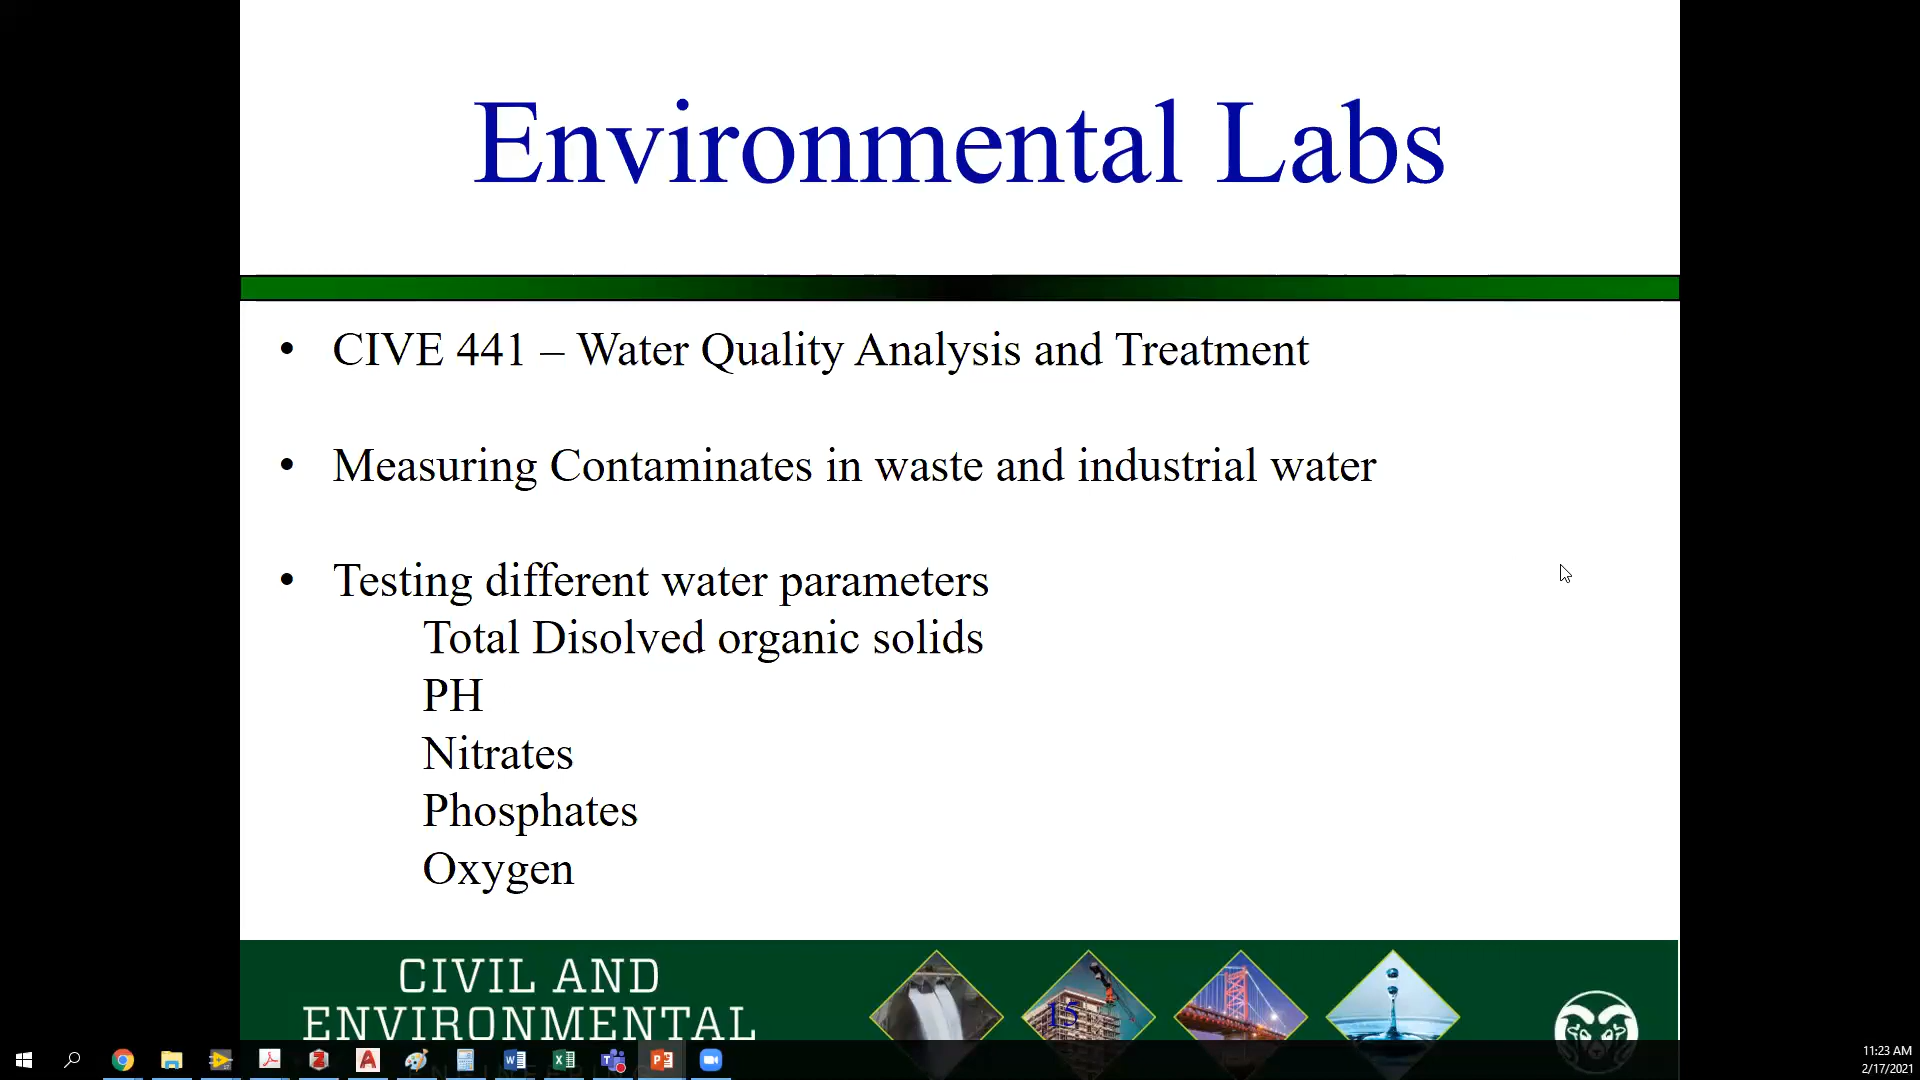 Environmental Labs
• CIVE 441 – Water Quality Analysis and Treatment
• Measuring Contaminates in waste and industrial water
• Testing different water parameters
Total Disolved organic solids
PH
Nitrates
Phosphates
Oxygen
CIVIL AND
ENVIRONMENTAL
15
11:23 AM
2/17/2021